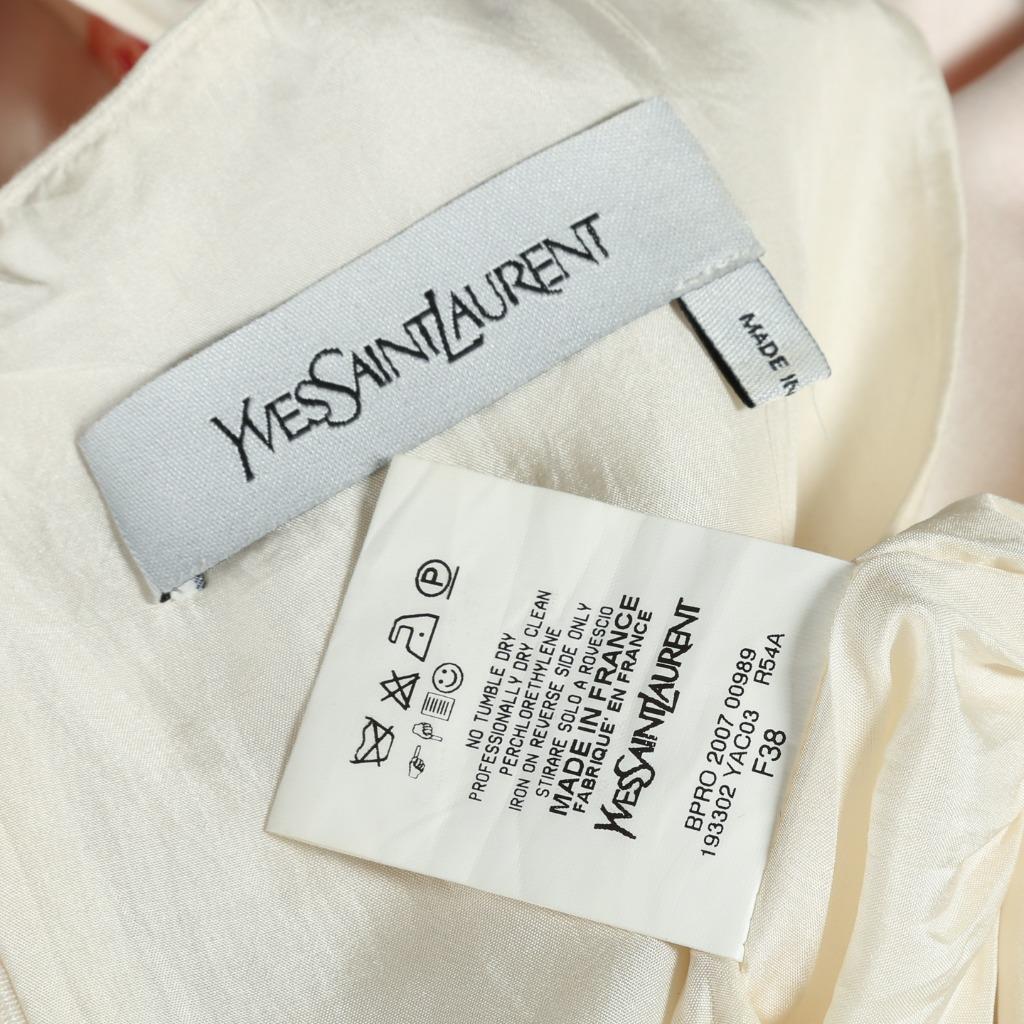 YVESSAINTLAURENT
MADE IN
P
NO TUMBLE DRY
PROFESSIONALLY DRY CLEAN
PERCHLORETHYLENE
IRON ON REVERSE SIDE ONLY
STIRARE SOLO A ROVESCIO
MADE IN FRANCE
FABRIQUE' EN FRANCE
YVESSAINTLAURENT
BPRO 2007 00989
193302 YAC03 R54A
F38